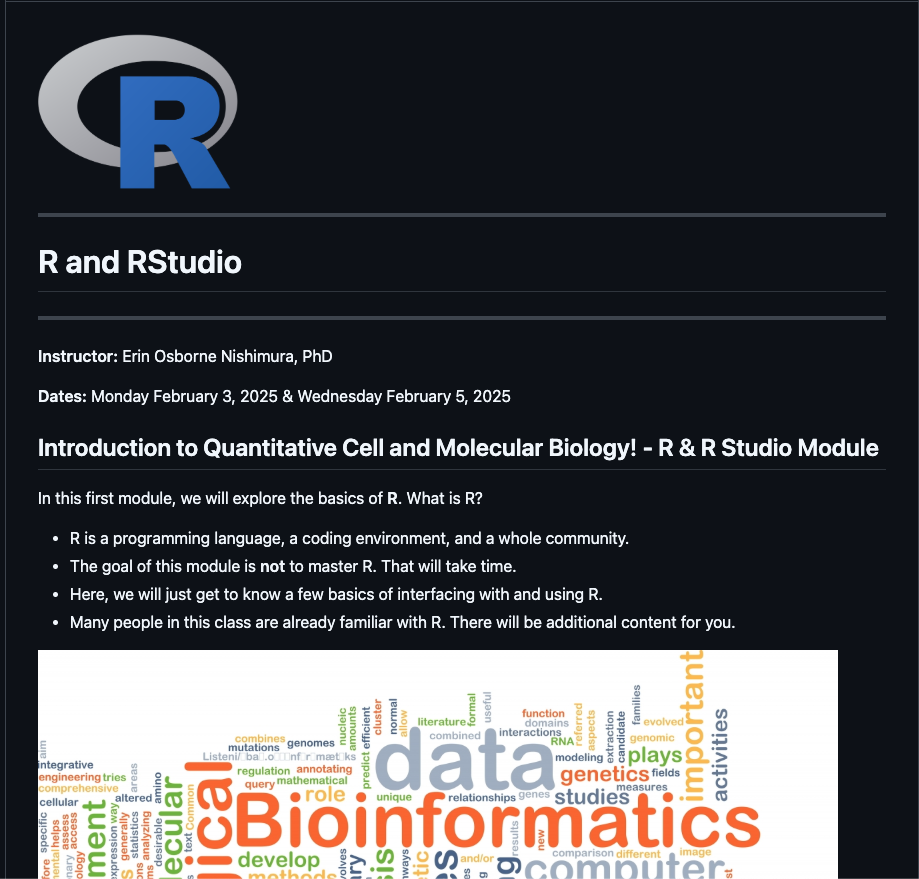 R
R and RStudio
Instructor: Erin Osborne Nishimura, PhD
Dates: Monday February 3, 2025 & Wednesday February 5, 2025
Introduction to Quantitative Cell and Molecular Biology! - R & R Studio Module
In this first module, we will explore the basics of R. What is R?
R is a programming language, a coding environment, and a whole community.
The goal of this module is not to master R. That will take time.
Here, we will just get to know a few basics of interfacing with and using R.
Many people in this class are already familiar with R. There will be additional content for you.
important
families
useful
formal
normal
cluster
efficient
nucleic
amounts
allow
literature
function
domains
referred
aspects
extraction
candidate
evolved
activities
combines
genomes
mutations
combined
interactions
RNA
genomic
aim
data
modeling
plays
integrative
regulation
annotating
predict
genetics
fields
engineering
tries
areas
query
mathematical
measures
comprehensive
amino
role
unique
relationships
genes
studies
cellular
altered
Common
text
Bioinformatics
specific
helps
assess
access
way
generally
statistics
analyzing
desirable
results
new
develop
and/or
comparison
different
image
methods
computer